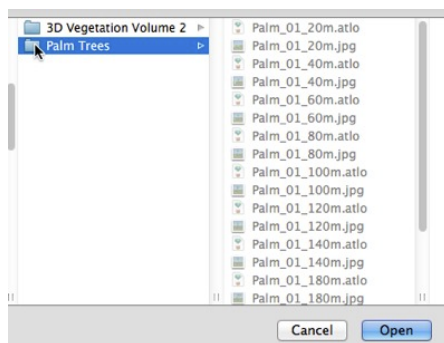 3D Vegetation Volume 2
Palm Trees
Palm_01_20m.atlo
Palm_01_20m.jpg
Palm_01_40m.atlo
Palm_01_40m.jpg
Palm_01_60m.atlo
Palm_01_60m.jpg
Palm_01_80m.atlo
Palm_01_80m.jpg
Palm_01_100m.atlo
Palm_01_100m.jpg
Palm_01_120m.atlo
Palm_01_120m.jpg
Palm_01_140m.atlo
Palm_01_140m.jpg
Palm_01_180m.atlo
Palm_01_180m.jpg
Cancel
Open